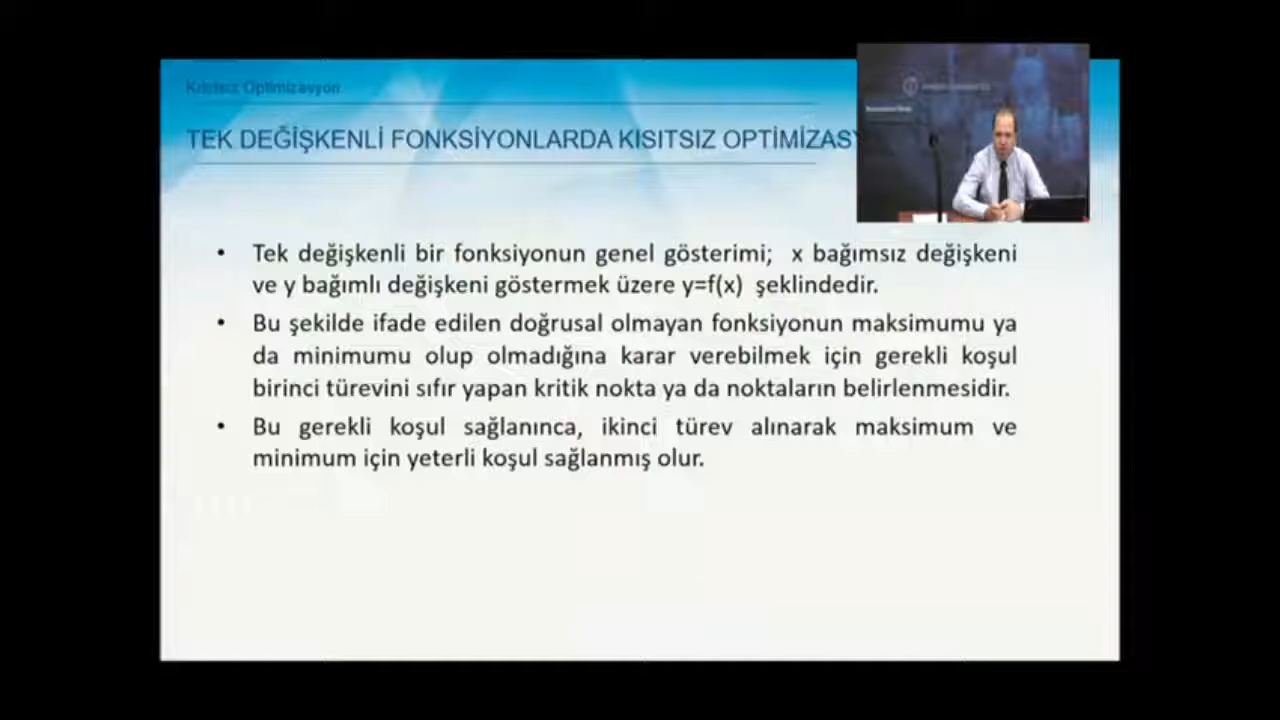 Kısıtsız Optimizasyon
TEK DEĞİŞKENLİ FONKSİYONLARDA KISITSIZ OPTİMİZASY
• Tek değişkenli bir fonksiyonun genel gösterimi; x bağımsız değişkeni
ve y bağımlı değişkeni göstermek üzere y=f(x) şeklindedir.
• Bu şekilde ifade edilen doğrusal olmayan fonksiyonun maksimumu ya
da minimumu olup olmadığına karar verebilmek için gerekli koşul
birinci türevini sıfır yapan kritik nokta ya da noktaların belirlenmesidir.
• Bu gerekli koşul sağlanınca, ikinci türev alınarak maksimum ve
minimum için yeterli koşul sağlanmış olur.